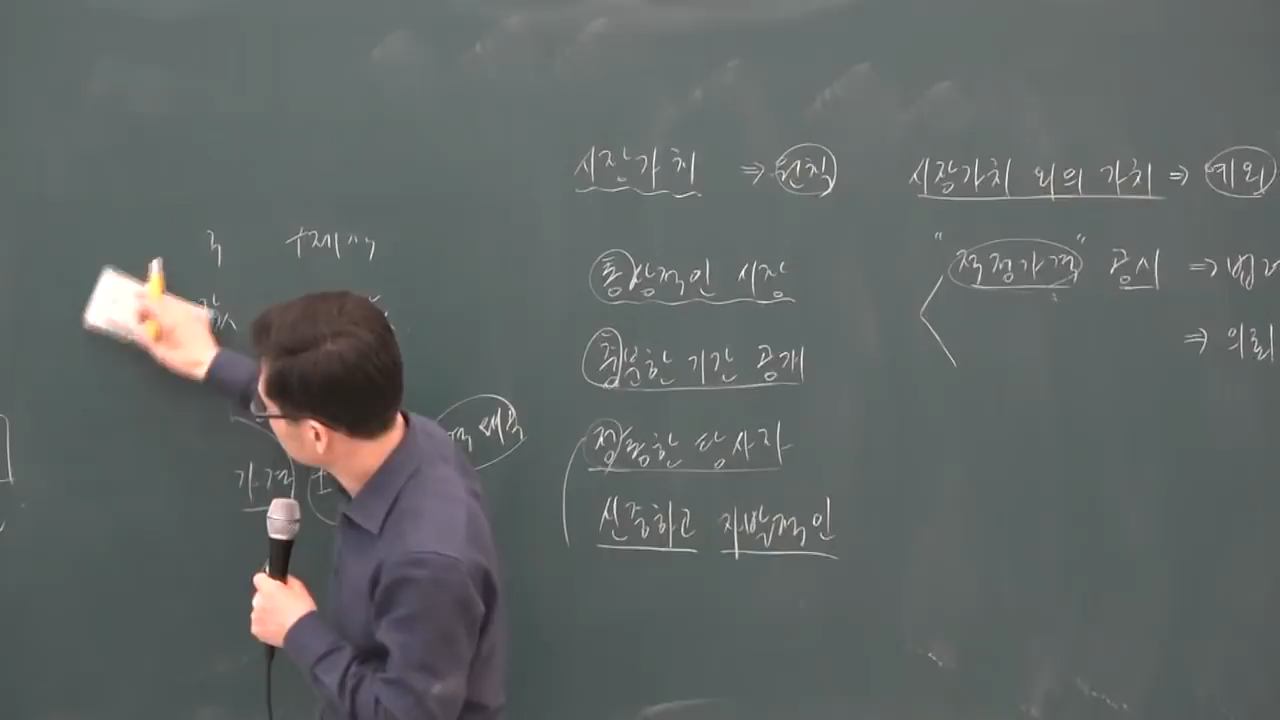 시장가치 ⇒ 원칙
통상적인 시장
충분한 기간 공개
정통한 당사자
신중하고 자발적인
시장가치 외의 가치 ⇒ 예외
"적정가격" 공시 ⇒
⇒ 의뢰
가격